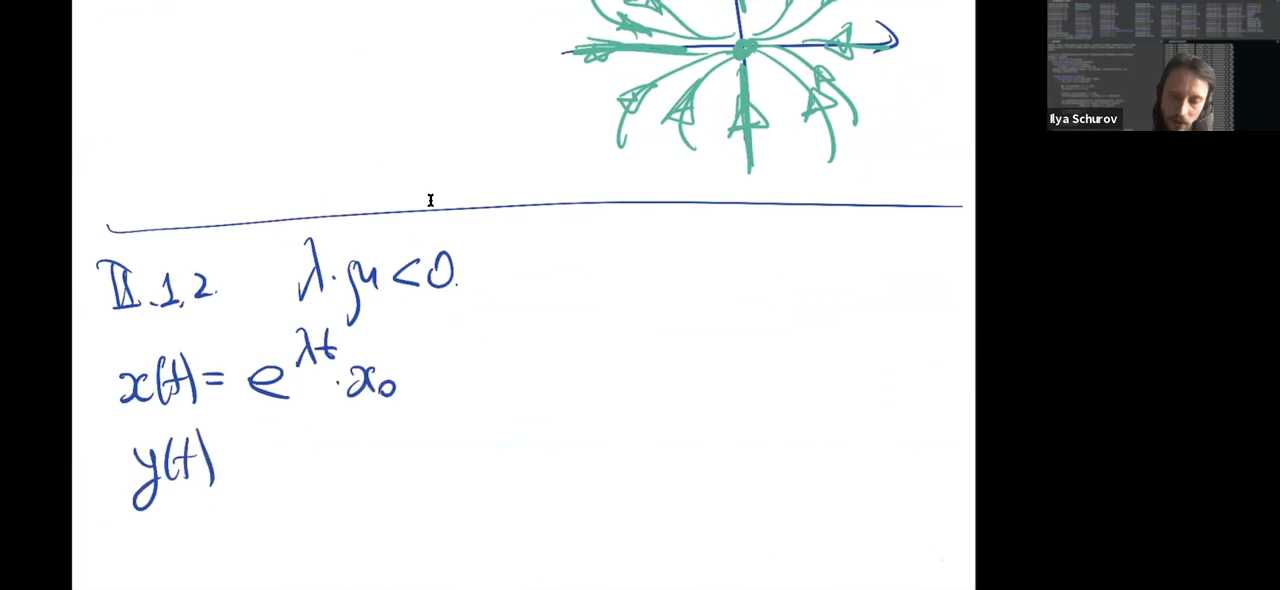 Ilya Schurov
II.1,2. λ·μ<0.
x(t)= e^{λt}·x₀
y(t)